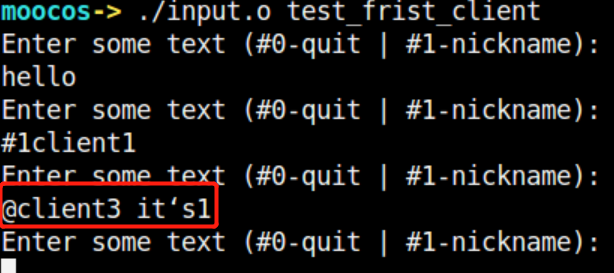 moocos-> ./input.o test_frist_client
Enter some text (#0-quit | #1-nickname):
hello
Enter some text (#0-quit | #1-nickname):
#1client1
Enter some text (#0-quit | #1-nickname):
@client3 it‘s1
Enter some text (#0-quit | #1-nickname):